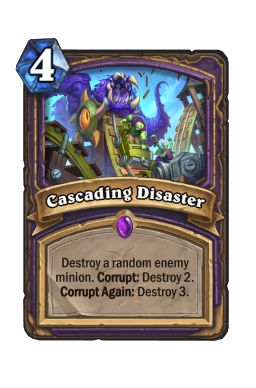 4
Cascading Disaster
Destroy a random enemy
minion. Corrupt: Destroy 2.
Corrupt Again: Destroy 3.